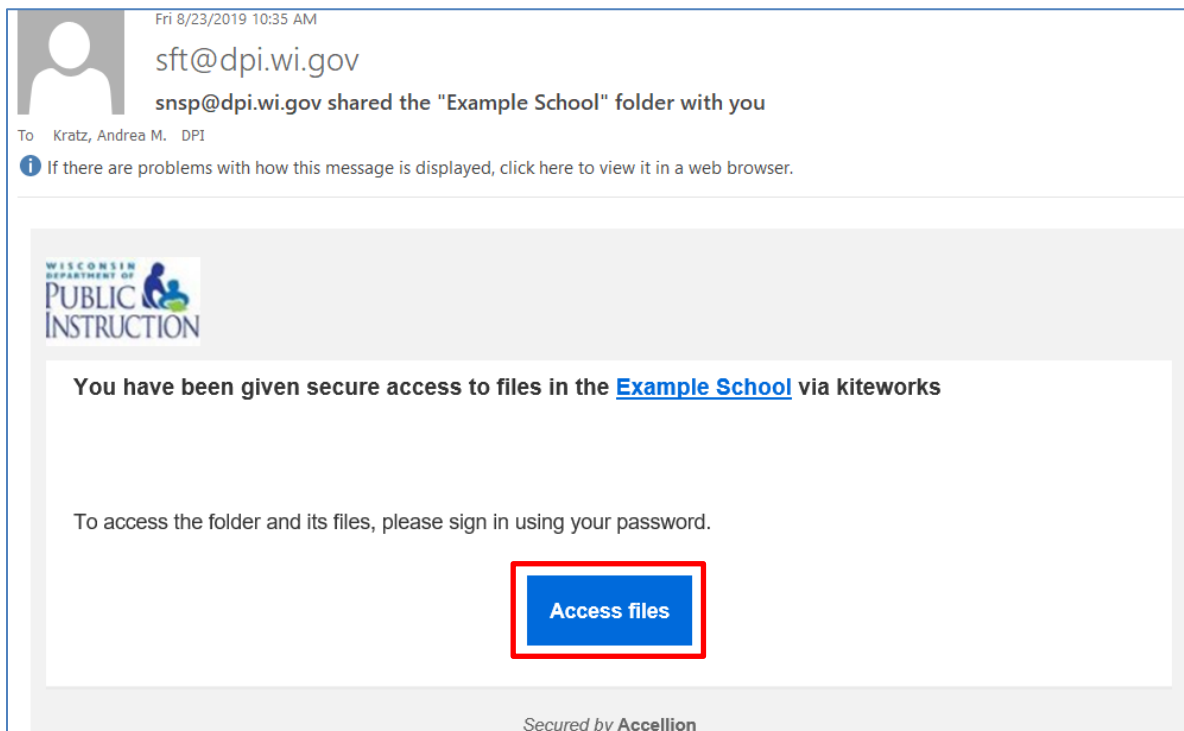 Fri 8/23/2019 10:35 AM
sft@dpi.wi.gov
snsp@dpi.wi.gov shared the "Example School" folder with you
To Kratz, Andrea M. DPI
If there are problems with how this message is displayed, click here to view it in a web browser.
WISCONSIN
DEPARTMENT OF
PUBLIC
INSTRUCTION
You have been given secure access to files in the Example School via kiteworks
To access the folder and its files, please sign in using your password.
Access files
Secured by Accellion